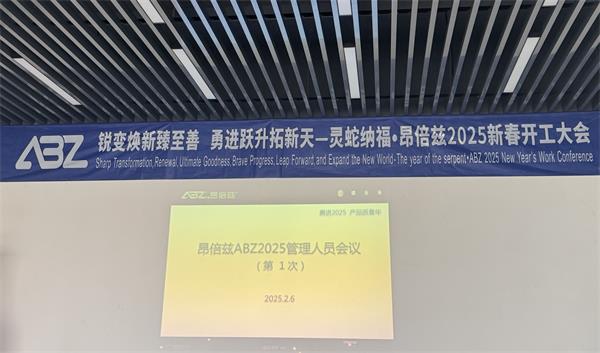 ABZ 锐变焕新臻至善 勇进跃升拓新天—灵蛇纳福•昂倍兹2025新春开工大会
Sharp Transformation,Renewal,Ultimate Goodness,Brave Progress,Leap Forward,and Expand the New World-The year of the serpent•ABZ 2025 New Year's Work Conference
ABZ 昂倍兹
勇进2025 产品质量年
昂倍兹ABZ2025管理人员会议
（第 1 次）
2025.2.6